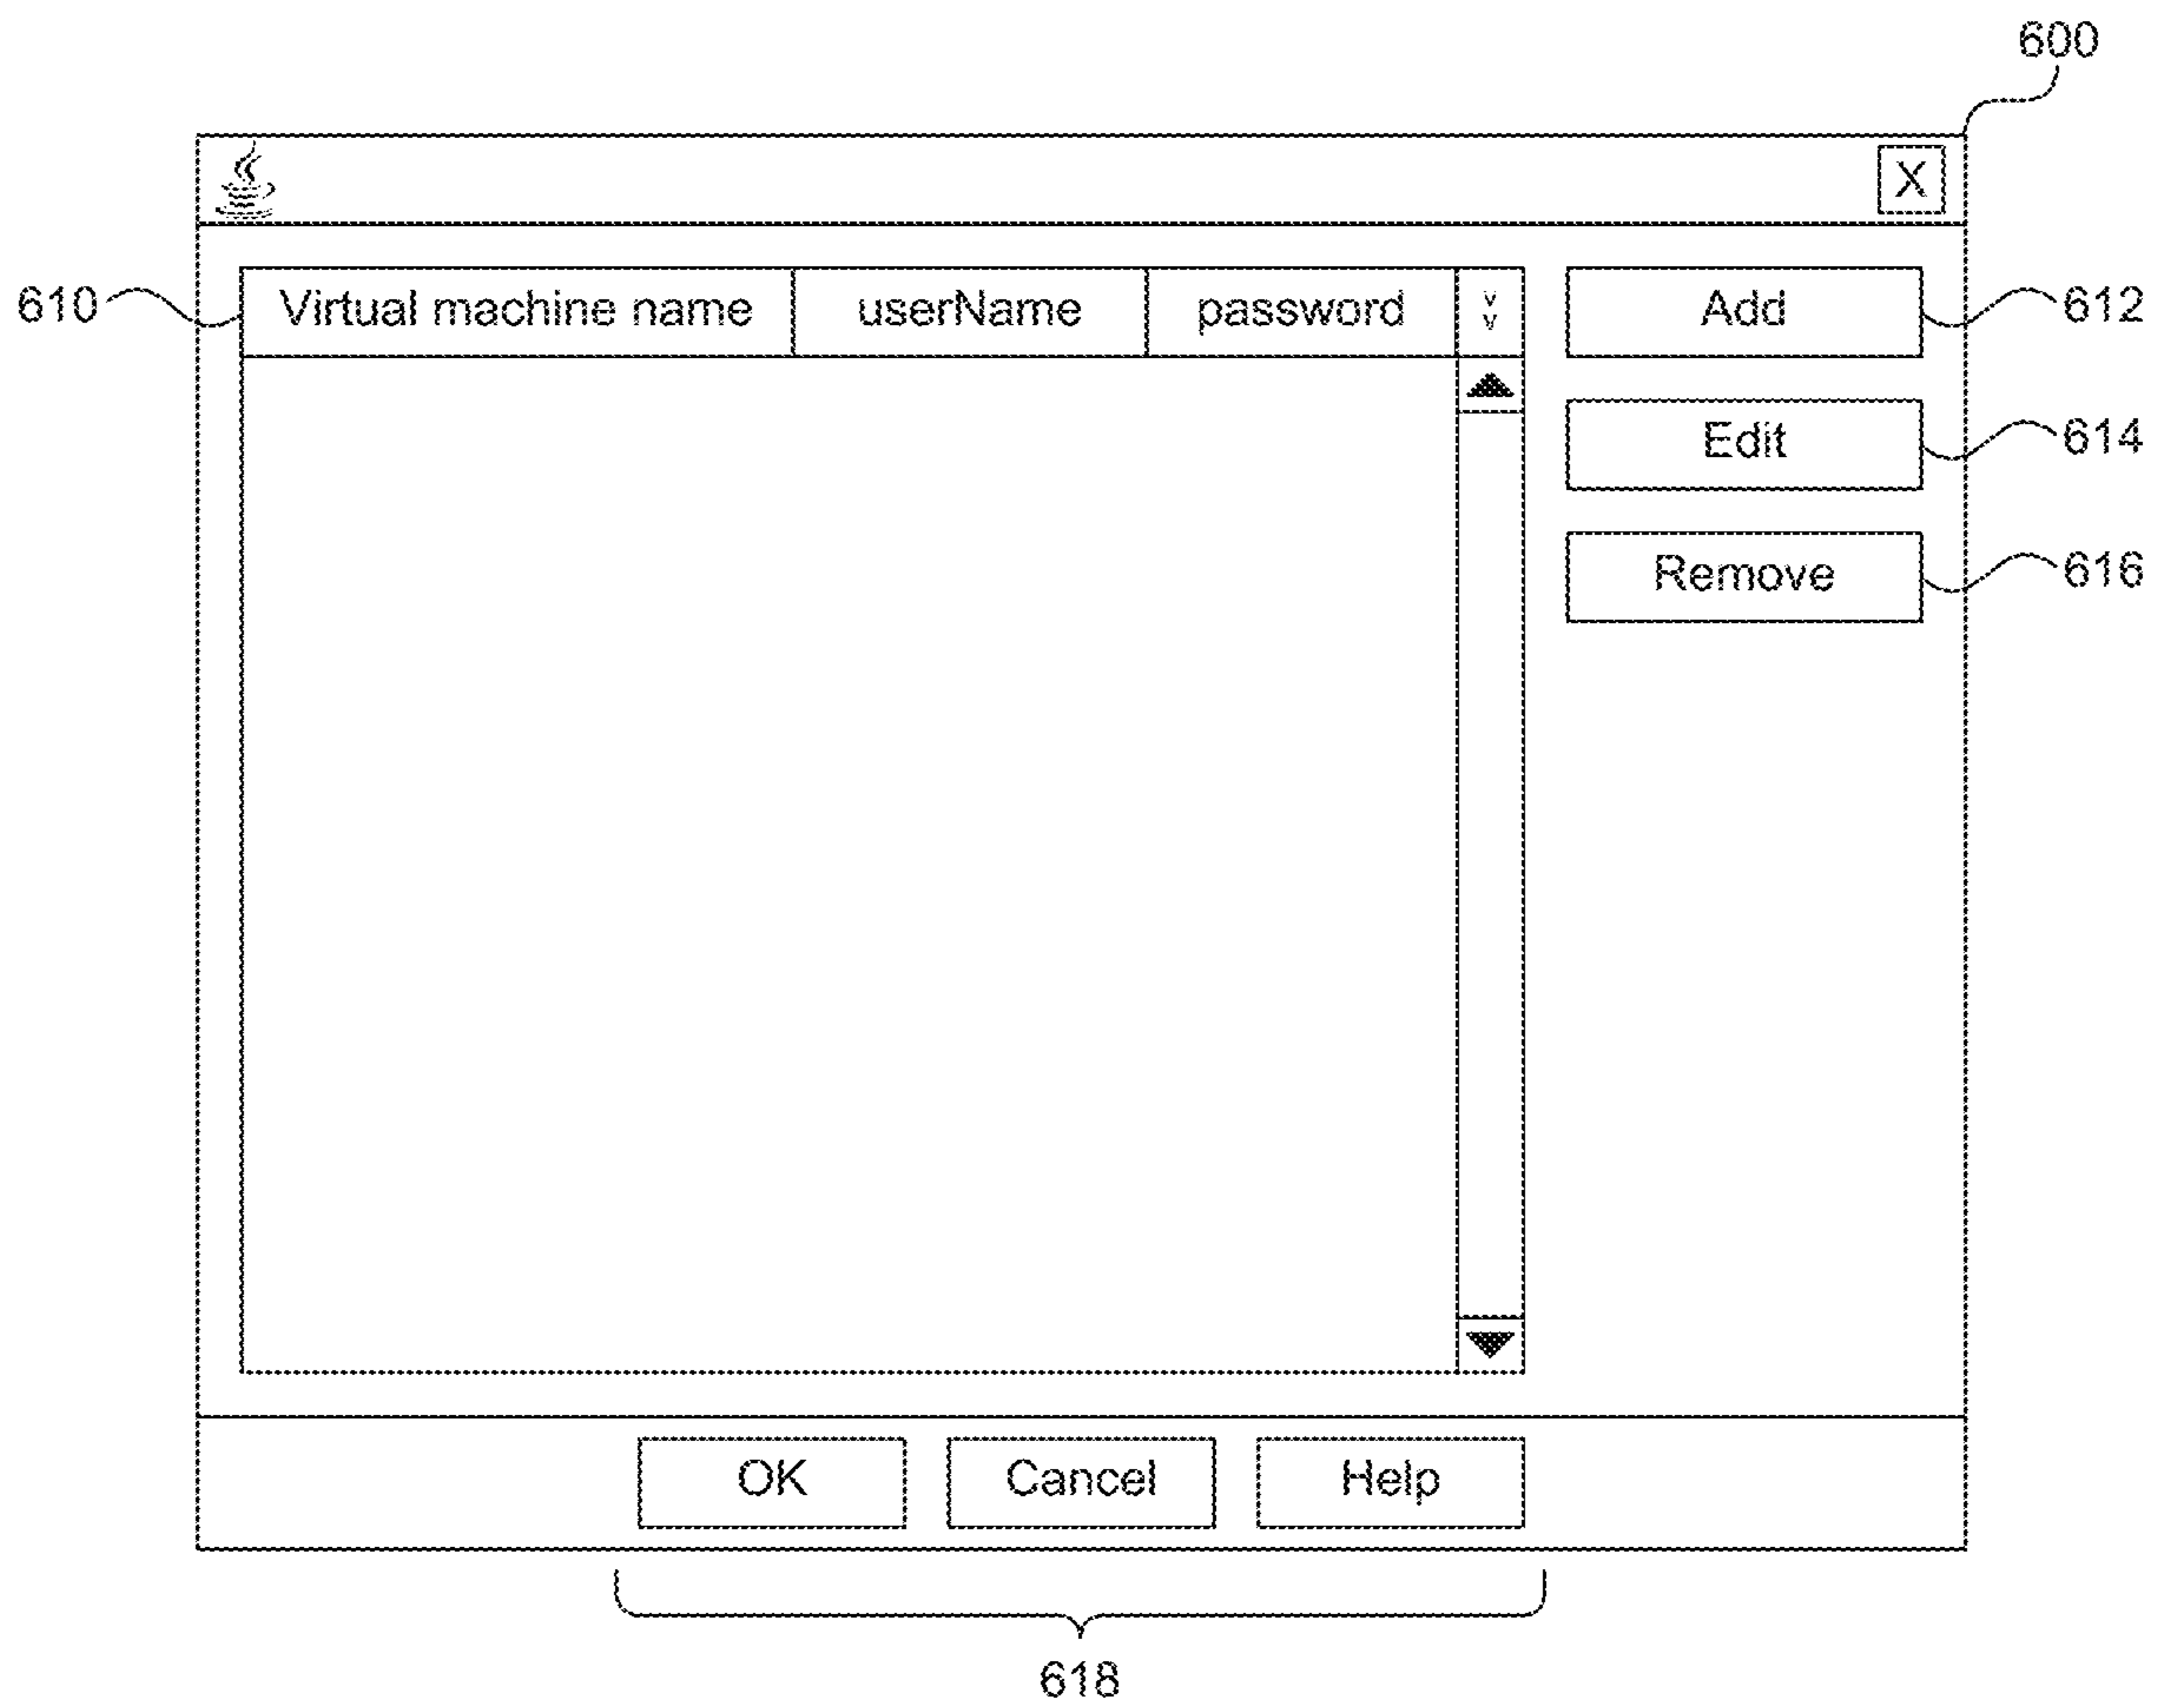 600
X
610 Virtual machine name userName password Add 612
Edit 614
Remove 616
OK Cancel Help
618